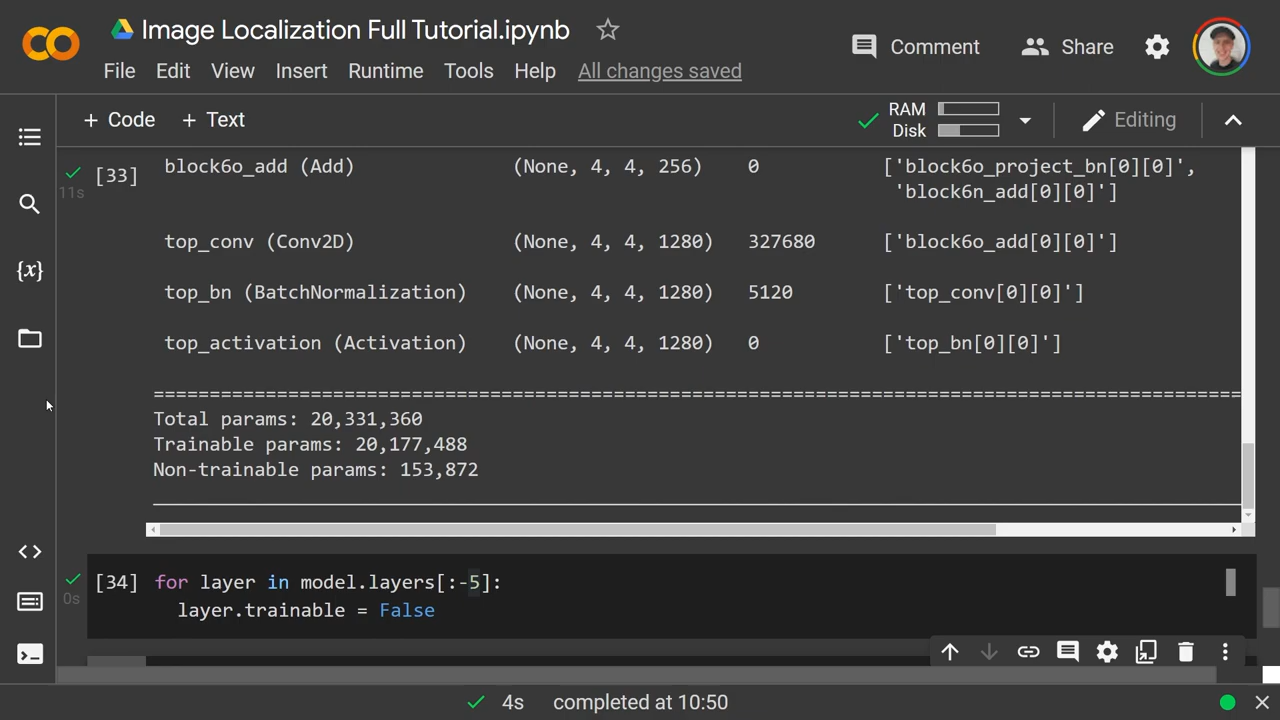 Image Localization Full Tutorial.ipynb
Comment
Share
File Edit View Insert Runtime Tools Help All changes saved
+ Code + Text
RAM
Disk
Editing
[33]
11s
block6o_add (Add) (None, 4, 4, 256) 0 ['block6o_project_bn[0][0]',
'block6n_add[0][0]']
top_conv (Conv2D) (None, 4, 4, 1280) 327680 ['block6o_add[0][0]']
top_bn (BatchNormalization) (None, 4, 4, 1280) 5120 ['top_conv[0][0]']
top_activation (Activation) (None, 4, 4, 1280) 0 ['top_bn[0][0]']
==================================================================================================
Total params: 20,331,360
Trainable params: 20,177,488
Non-trainable params: 153,872
[34] for layer in model.layers[:-5]:
0s
layer.trainable = False
4s completed at 10:50